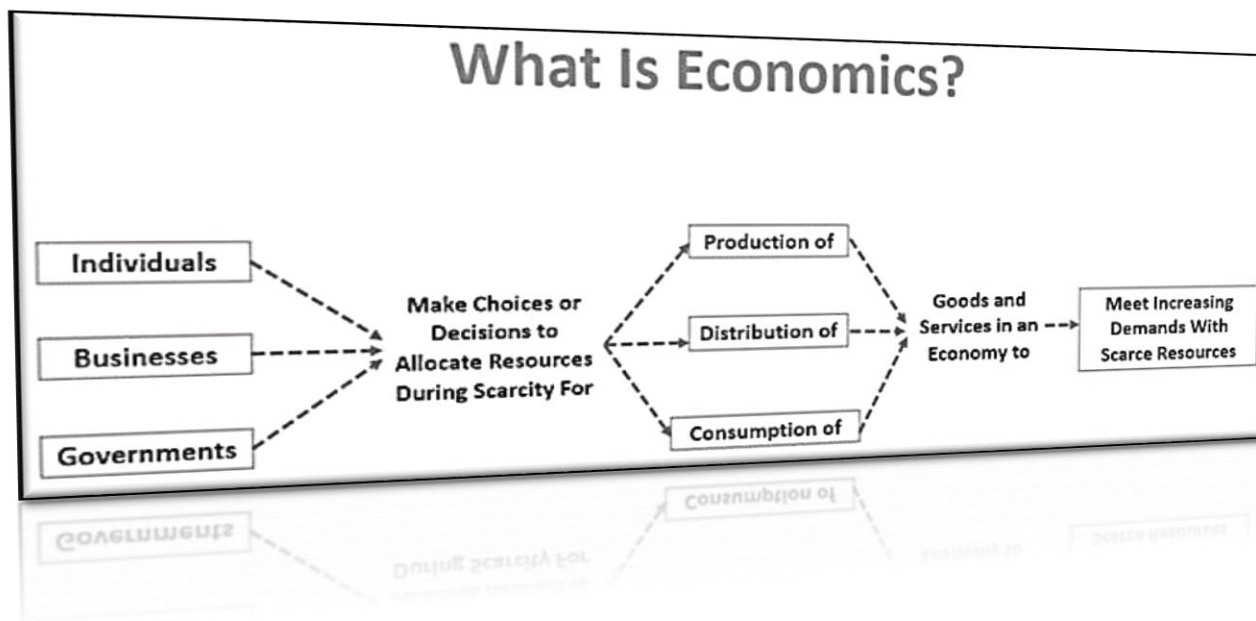 What Is Economics?
Individuals
Businesses
Governments
Make Choices or
Decisions to
Allocate Resources
During Scarcity For
Production of
Distribution of
Consumption of
Goods and
Services in an
Economy to
Meet Increasing
Demands With
Scarce Resources